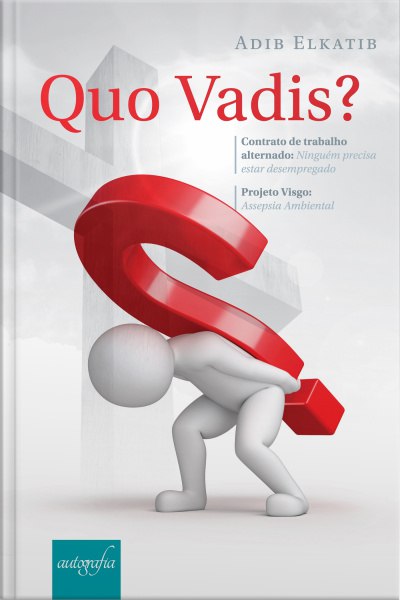 ADIB ELKATIB
Quo Vadis?
Contrato de trabalho
alternado: Ninguém precisa
estar desempregado
Projeto Visgo:
Assepsia Ambiental
autografia